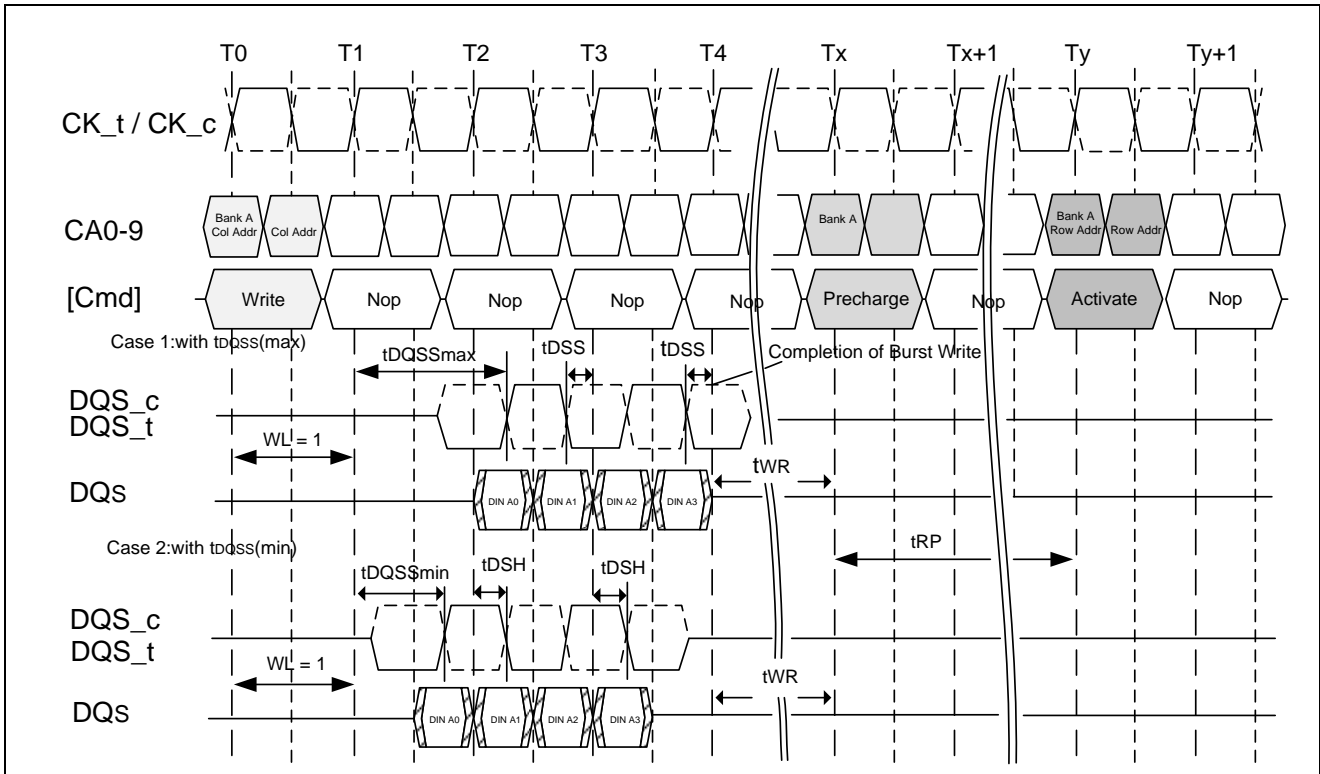 T0 T1 T2 T3 T4 Tx Tx+1 Ty Ty+1
CK_t / CK_c
CA0-9
Bank A
Col Addr
Col Addr
Bank A
Bank A
Row Addr
Row Addr
[Cmd]
Write Nop Nop Nop Nop Precharge Nop Activate Nop
Case 1:with tDQSS(max)
tDQSSmax
tDSS
tDSS
Completion of Burst Write
DQS_c
DQS_t
WL = 1
tWR
DQs
DIN A0 DIN A1 DIN A2 DIN A3
Case 2:with tDQSS(min)
tRP
tDQSSmin
tDSH
tDSH
DQS_c
DQS_t
WL = 1
tWR
DQs
DIN A0 DIN A1 DIN A2 DIN A3